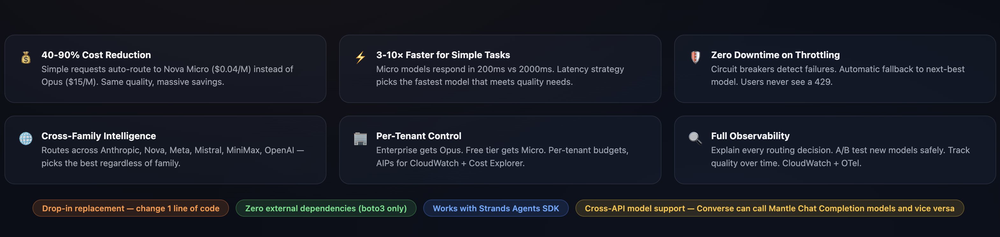 40-90% Cost Reduction
Simple requests auto-route to Nova Micro ($0.04/M) instead of
Opus ($15/M). Same quality, massive savings.
3-10× Faster for Simple Tasks
Micro models respond in 200ms vs 2000ms. Latency strategy
picks the fastest model that meets quality needs.
Zero Downtime on Throttling
Circuit breakers detect failures. Automatic fallback to next-best
model. Users never see a 429.
Cross-Family Intelligence
Routes across Anthropic, Nova, Meta, Mistral, MiniMax, OpenAI —
picks the best regardless of family.
Per-Tenant Control
Enterprise gets Opus. Free tier gets Micro. Per-tenant budgets,
AIPs for CloudWatch + Cost Explorer.
Full Observability
Explain every routing decision. A/B test new models safely. Track
quality over time. CloudWatch + OTel.
Drop-in replacement — change 1 line of code
Zero external dependencies (boto3 only)
Works with Strands Agents SDK
Cross-API model support — Converse can call Mantle Chat Completion models and vice versa